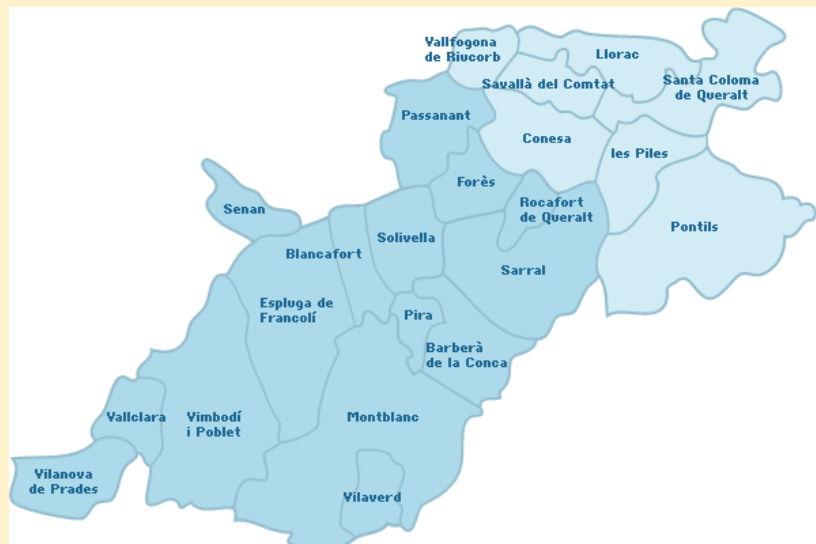 Vallfogona
de Riucorb
Llorac
Savallà del Comtat
Santa Coloma
de Queralt
Passanant
Conesa
les Piles
Forès
Rocafort
de Queralt
Senan
Pontils
Solivella
Blancafort
Sarral
Espluga de
Francolí
Pira
Barberà
de la Conca
Vallclara
Vimbodí
i Poblet
Montblanc
Vilanova
de Prades
Vilaverd